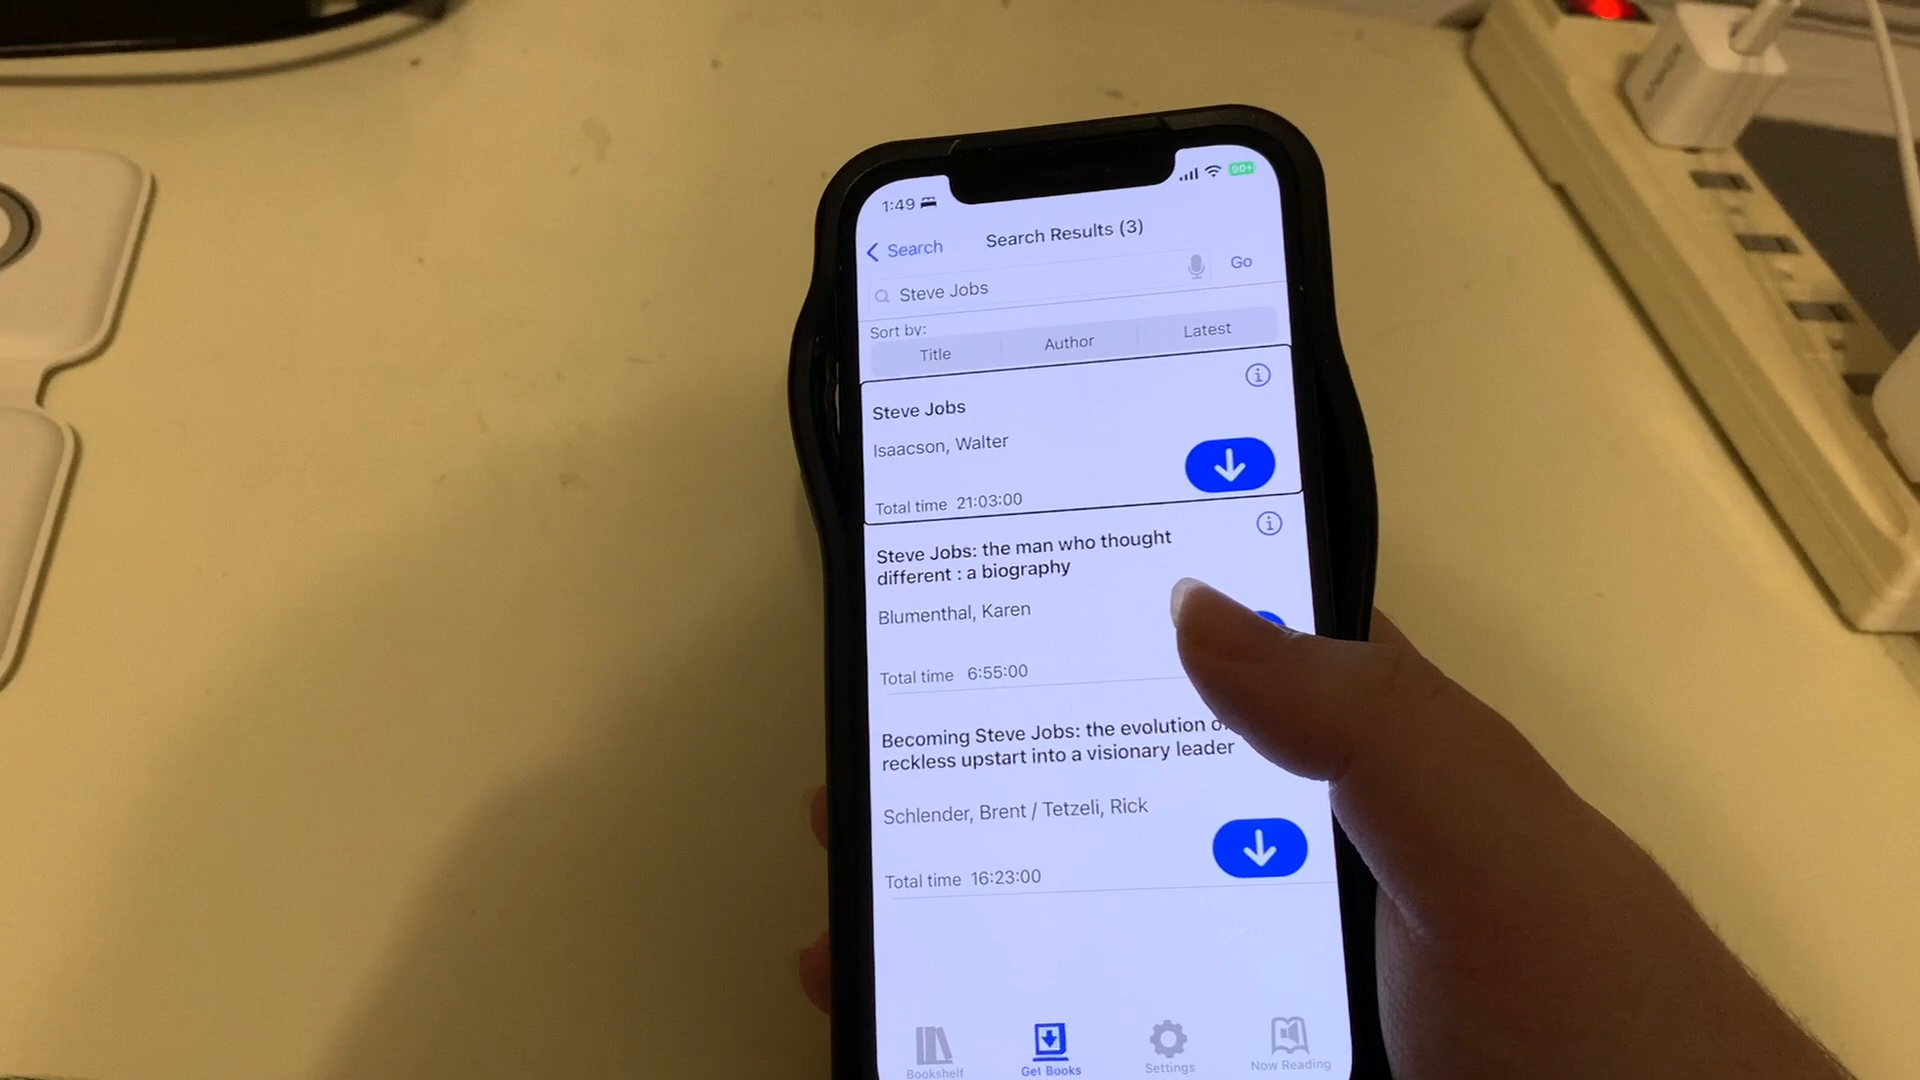 1:49
90+
Search
Search Results (3)
Steve Jobs
Go
Sort by:
Title
Author
Latest
Steve Jobs
Isaacson, Walter
Total time 21:03:00
Steve Jobs: the man who thought
different : a biography
Blumenthal, Karen
Total time 6:55:00
Becoming Steve Jobs: the evolution
reckless upstart into a visionary leader
Schlender, Brent / Tetzeli, Rick
Total time 16:23:00
Bookshelf
Get Books
Settings
Now Reading